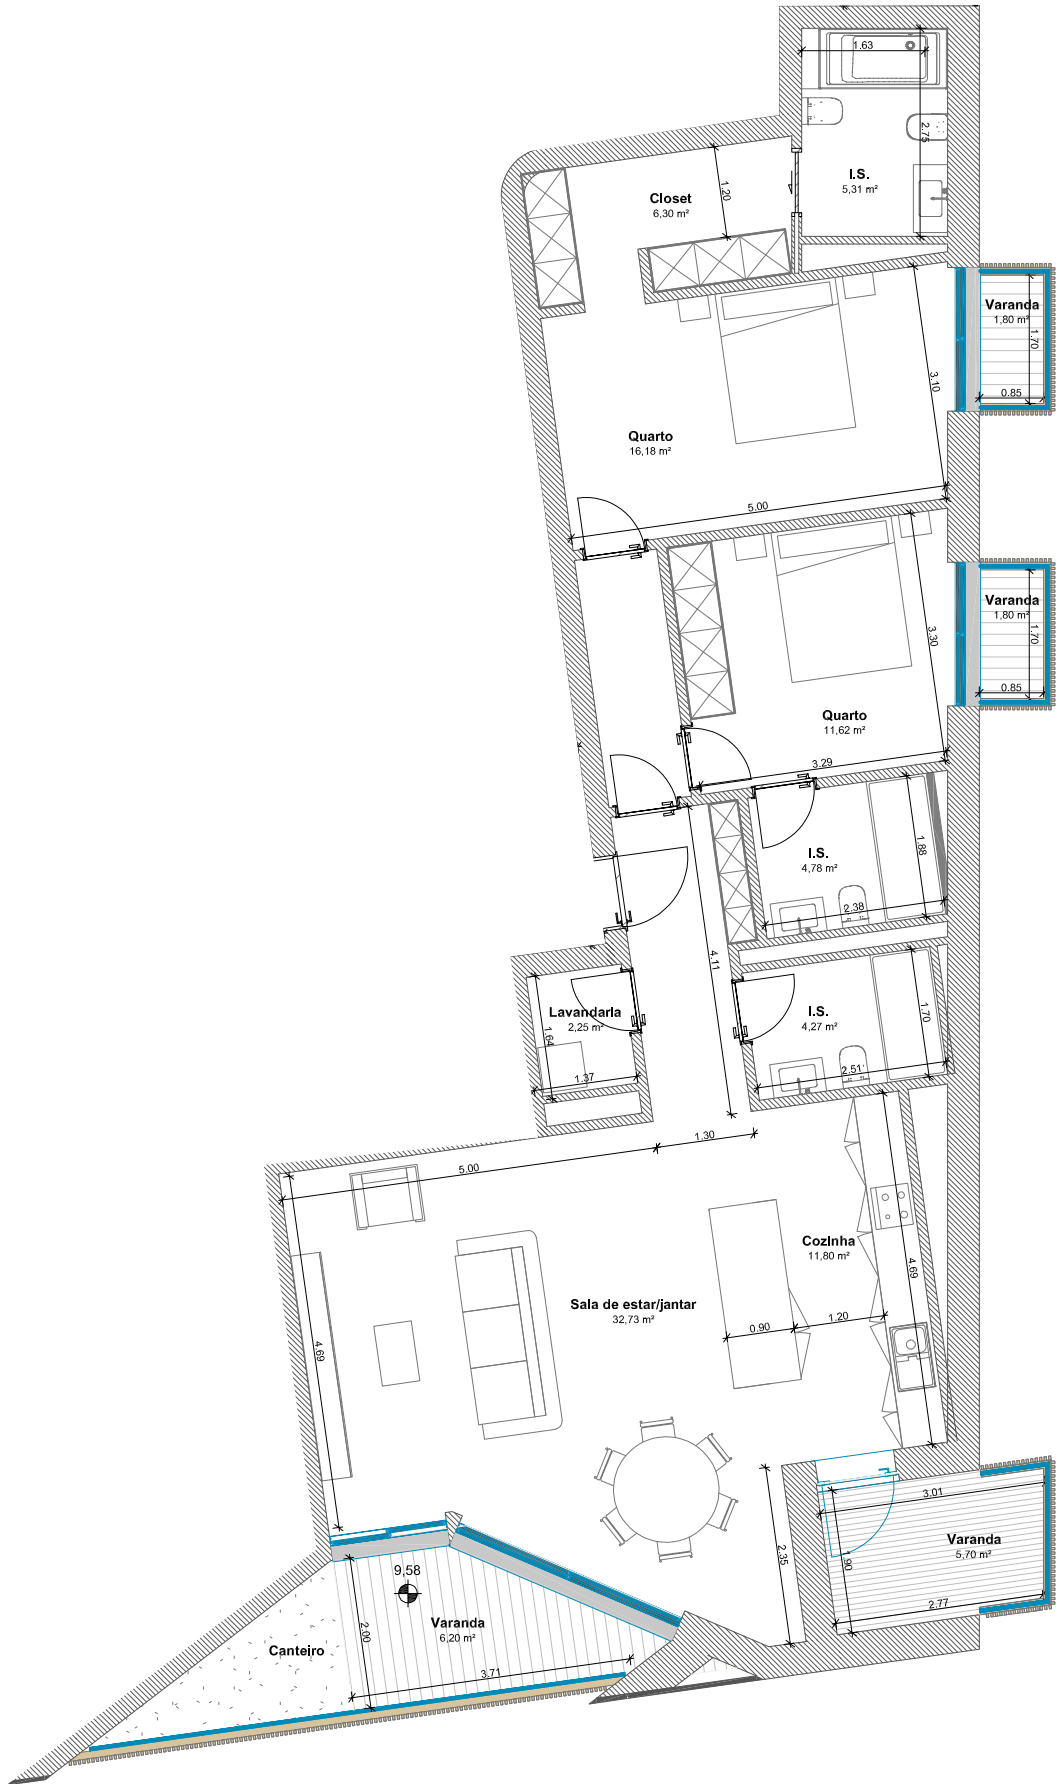 1.63
2.75
I.S.
5,31 m²
Closet
6,30 m²
1.20
Varanda
1,80 m²
1.70
0.85
3.10
Quarto
16,18 m²
5.00
Varanda
1,80 m²
1.70
0.85
3.30
Quarto
11,62 m²
3.29
I.S.
4,78 m²
1.88
2.38
4.11
Lavandaria
2,25 m²
1.64
1.37
I.S.
4,27 m²
1.70
2.51
1.30
5.00
Cozinha
11,80 m²
4.69
Sala de estar/jantar
32,73 m²
0.90
1.20
4.69
3.01
Varanda
5,70 m²
1.90
2.35
2.77
9,58
Varanda
6,20 m²
2.00
Canteiro
3.71